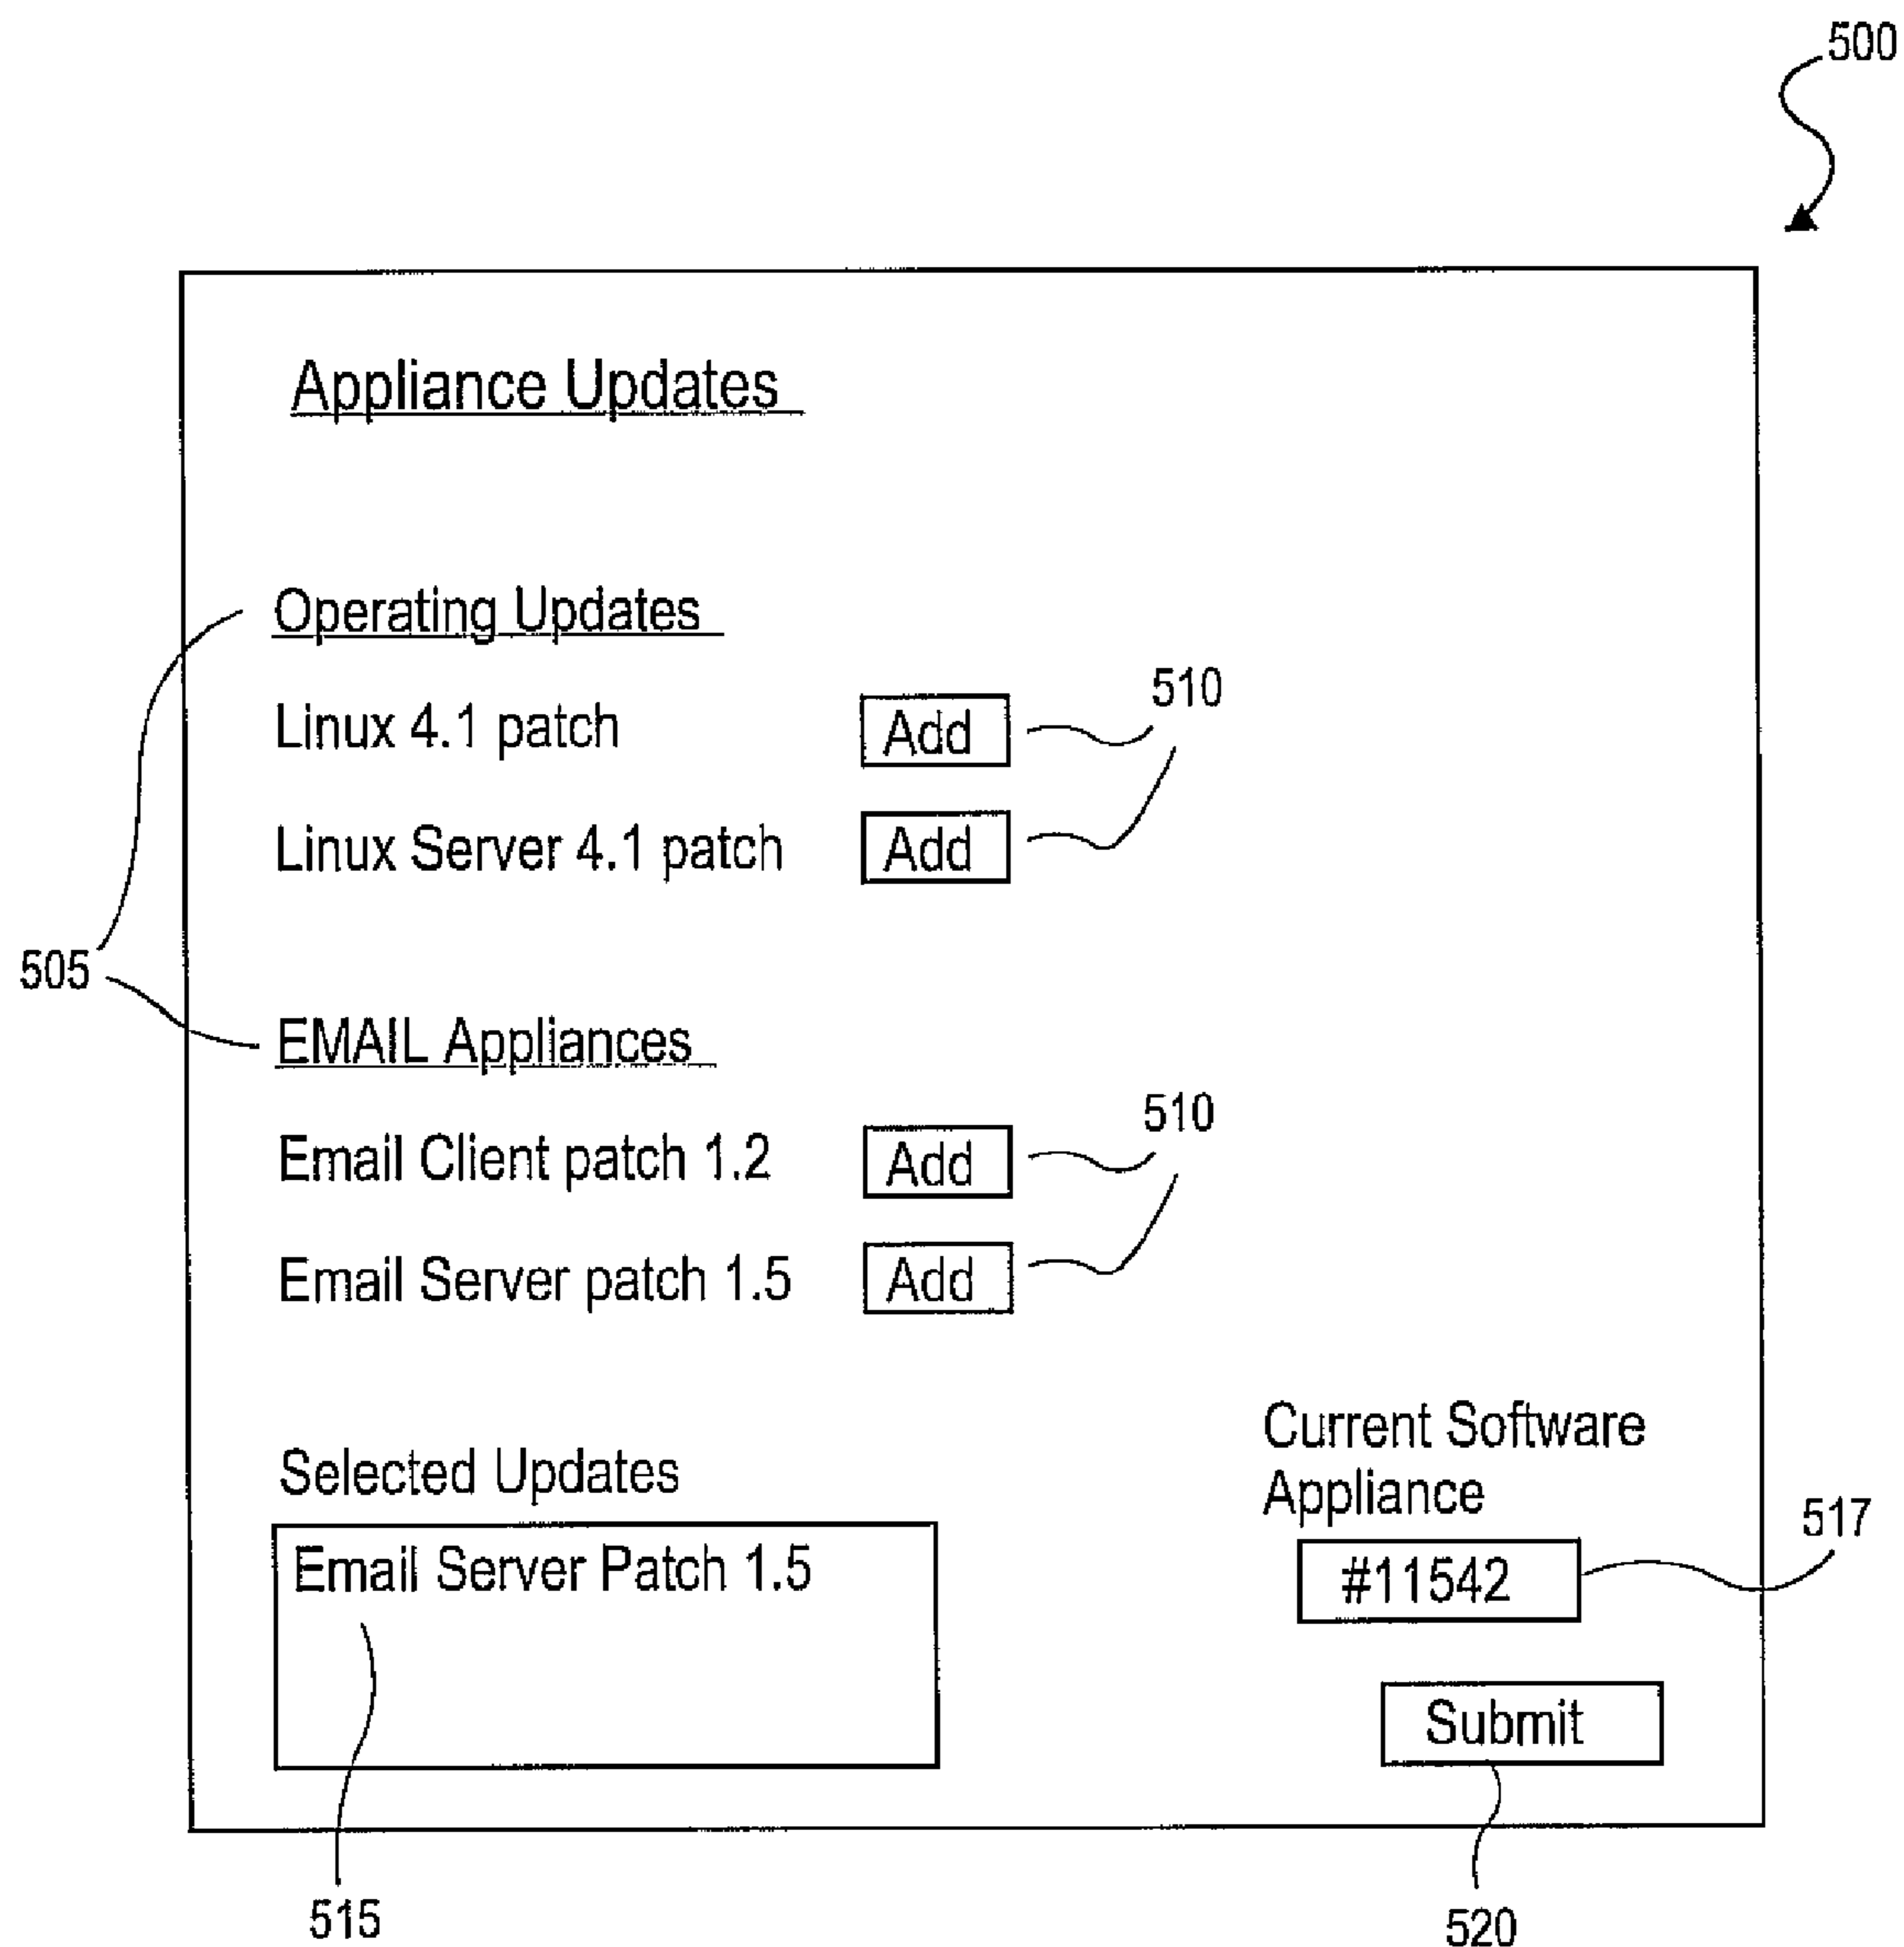 500
Appliance Updates
Operating Updates
Linux 4.1 patch Add 510
Linux Server 4.1 patch Add
505
EMAIL Appliances
Email Client patch 1.2 Add 510
Email Server patch 1.5 Add
Selected Updates
Email Server Patch 1.5
Current Software
Appliance
#11542 517
Submit
515
520